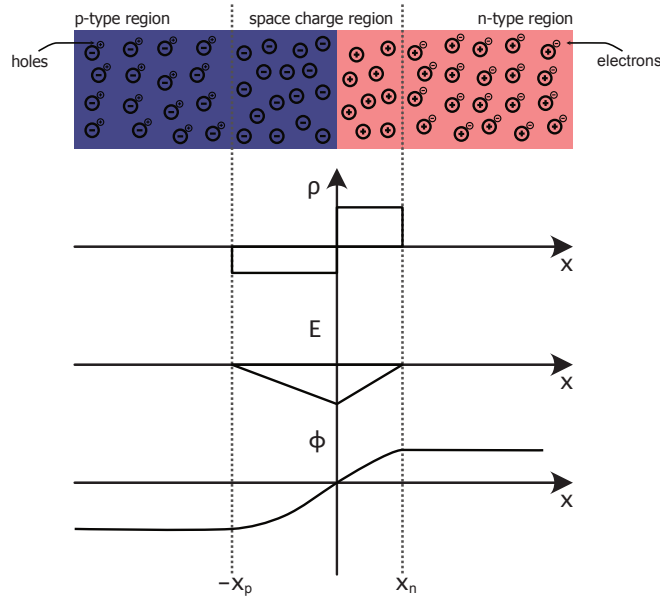 p-type region space charge region n-type region
holes electrons
ρ
x
E
x
ϕ
x
−xₚ xₙ